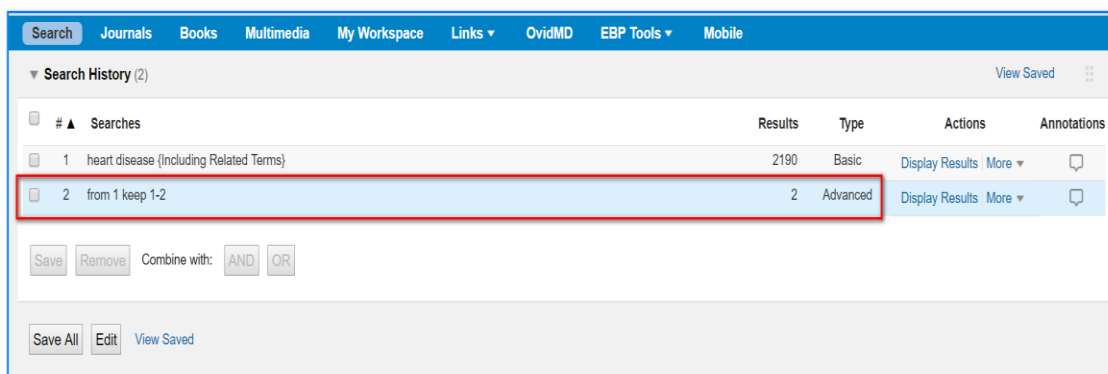 Search Journals Books Multimedia My Workspace Links ▾ OvidMD EBP Tools ▾ Mobile
▼ Search History (2) View Saved
# ▲ Searches Results Type Actions Annotations
1 heart disease {Including Related Terms} 2190 Basic Display Results More ▾
2 from 1 keep 1-2 2 Advanced Display Results More ▾
Save Remove Combine with: AND OR
Save All Edit View Saved